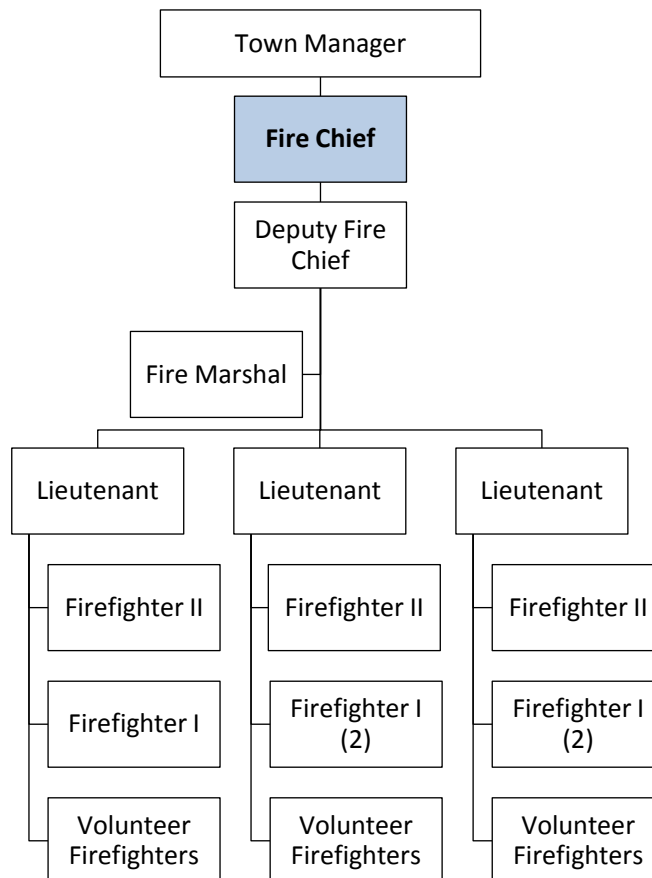 Town Manager
Fire Chief
Deputy Fire
Chief
Fire Marshal
Lieutenant
Lieutenant
Lieutenant
Firefighter II
Firefighter II
Firefighter II
Firefighter I
Firefighter I
(2)
Firefighter I
(2)
Volunteer
Firefighters
Volunteer
Firefighters
Volunteer
Firefighters